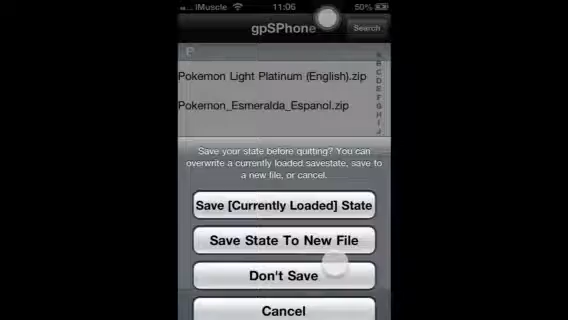 iMuscle 11:06 50%
gpSPhone Search
P
A
B
C
D
E
F
G
H
I
J
Pokemon Light Platinum (English).zip
Pokemon_Esmeralda_Espanol.zip
Save your state before quitting? You can
overwrite a currently loaded savestate, save to
a new file, or cancel.
Save [Currently Loaded] State
Save State To New File
Don't Save
Cancel